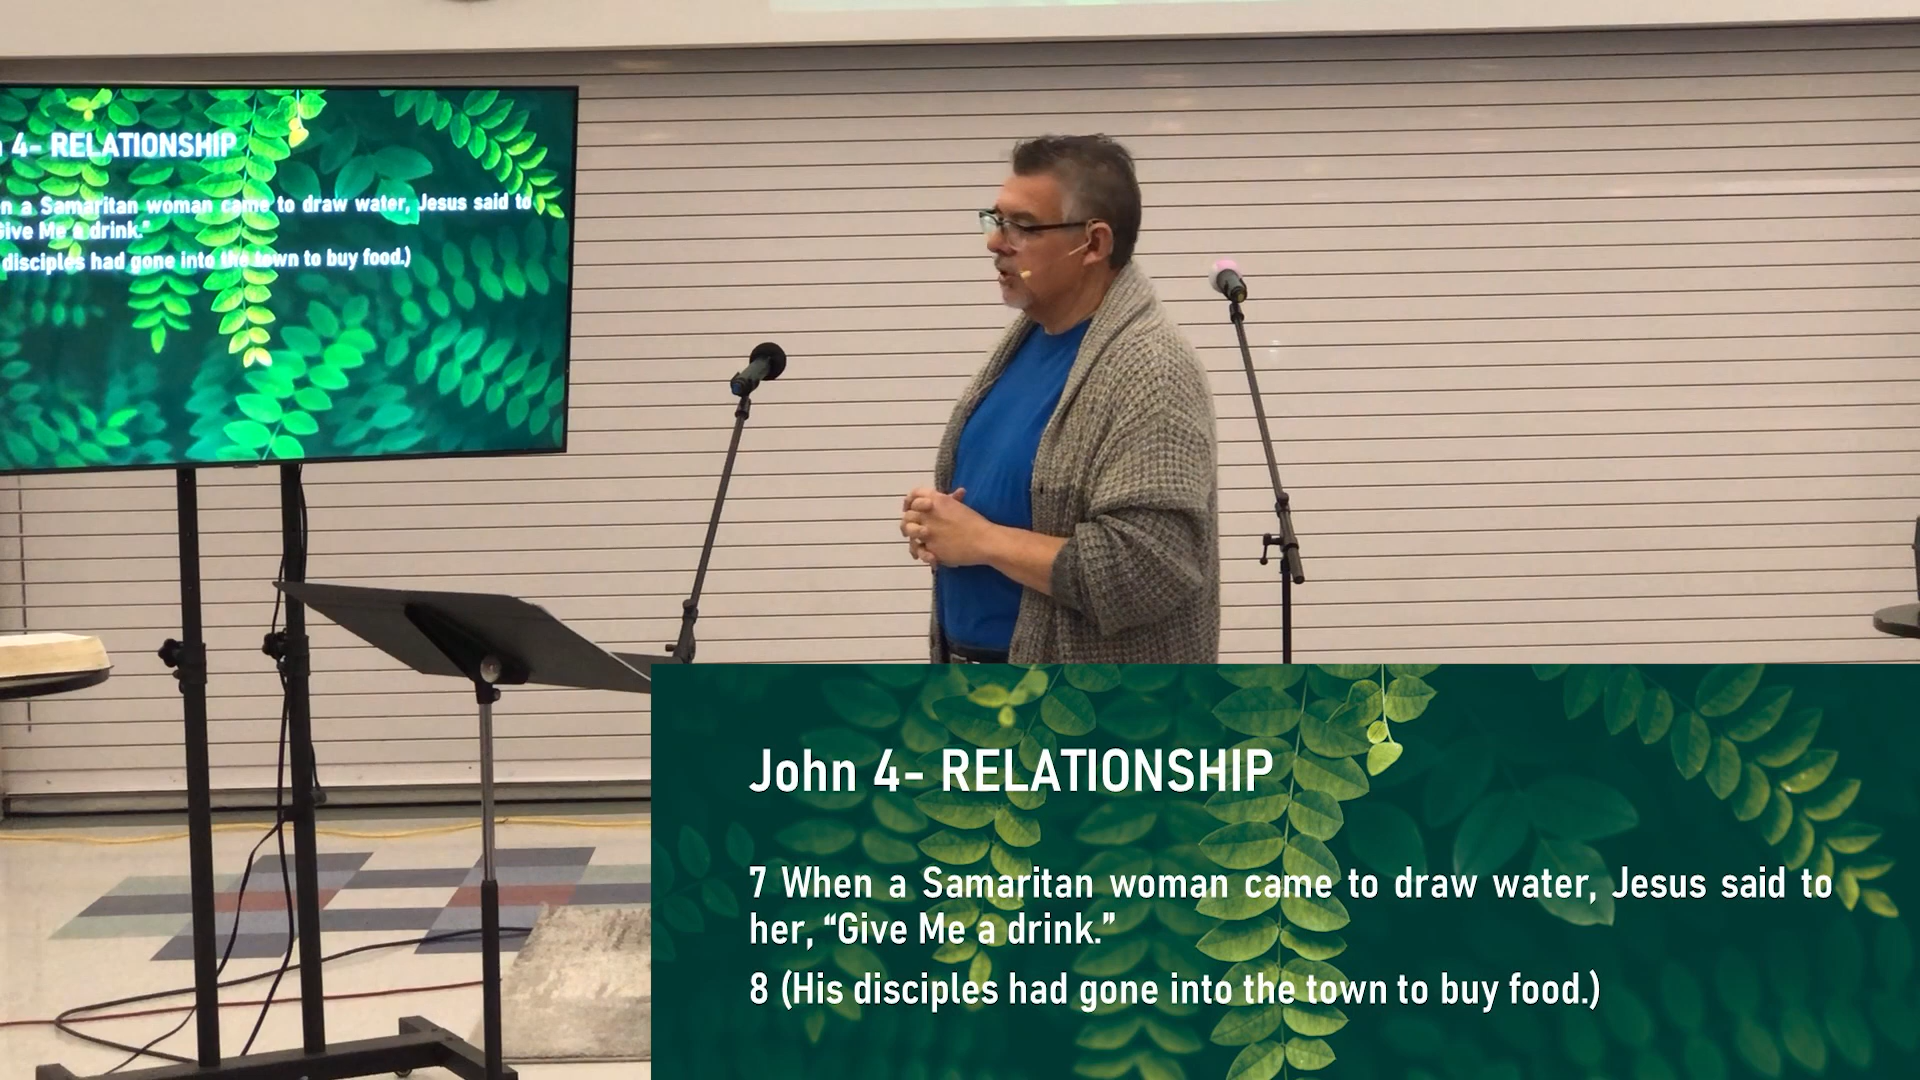 4- RELATIONSHIP
a Samaritan woman came to draw water, Jesus said to
Give Me a drink."
disciples had gone into the town to buy food.)
John 4- RELATIONSHIP
7 When a Samaritan woman came to draw water, Jesus said to
her, “Give Me a drink.”
8 (His disciples had gone into the town to buy food.)